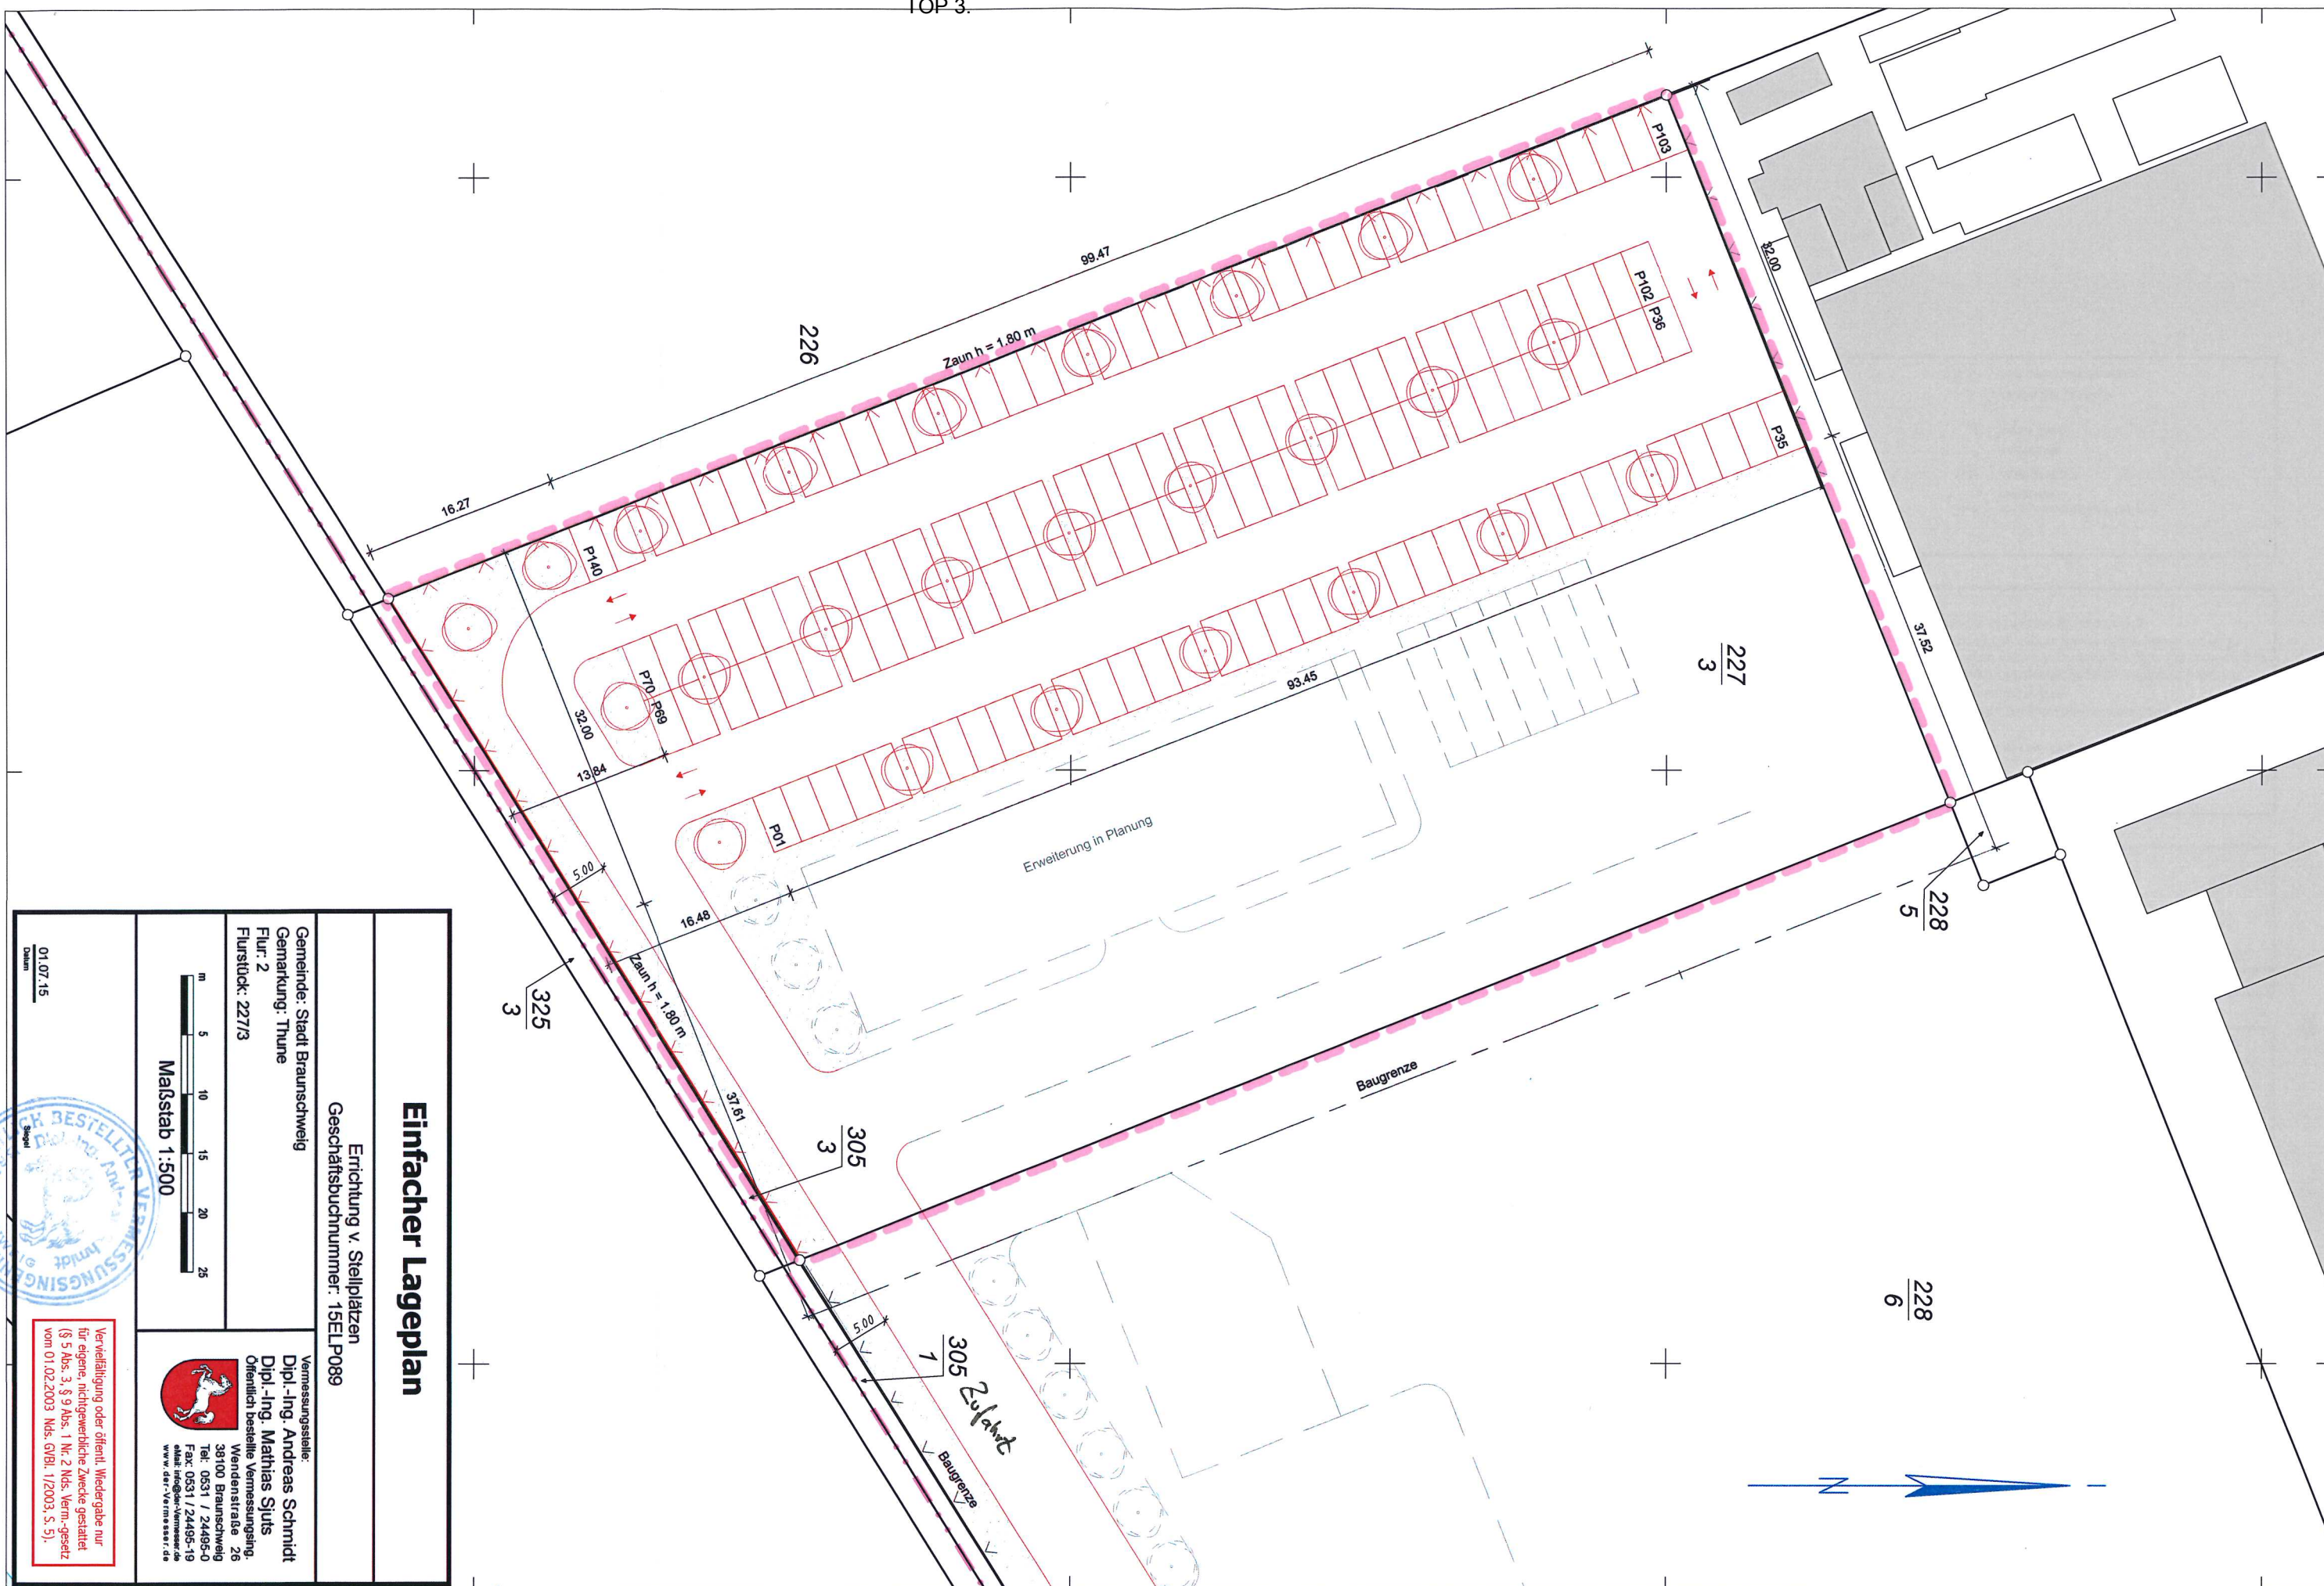 TOP 3.
P103
99.47
Zaun h = 1.80 m
226
32.00
P102 P36
P35
16.27
P140
P70 P69
32.00
13.84
93.45
227
3
37.52
P01
Erweiterung in Planung
5.00
16.48
Zaun h = 1.80 m
325
3
37.61
305
3
228
5
Baugrenze
228
6
5.00
305
1
Zufahrt
Baugrenze
N
Einfacher Lageplan
Errichtung v. Stellplätzen
Geschäftsbuchnummer: 15ELP089
Gemeinde: Stadt Braunschweig
Gemarkung: Thune
Flur: 2
Flurstück: 227/3
m 5 10 15 20 25
Maßstab 1:500
01.07.15
Datum
Siegel
Vermessungsstelle:
Dipl.-Ing. Andreas Schmidt
Dipl.-Ing. Mathias Sjuts
Öffentlich bestellte Vermessungsing.
Wendenstraße 26
38100 Braunschweig
Tel: 0531 / 24495-0
Fax: 0531 / 24495-19
eMail: info@der-Vermesser.de
www.der-Vermesser.de
Vervielfältigung oder öffentl. Wiedergabe nur
für eigene, nichtgewerbliche Zwecke gestattet
(§ 5 Abs. 3, § 9 Abs. 1 Nr. 2 Nds. Verm.-gesetz
vom 01.02.2003 Nds. GVBl. 1/2003, S. 5).